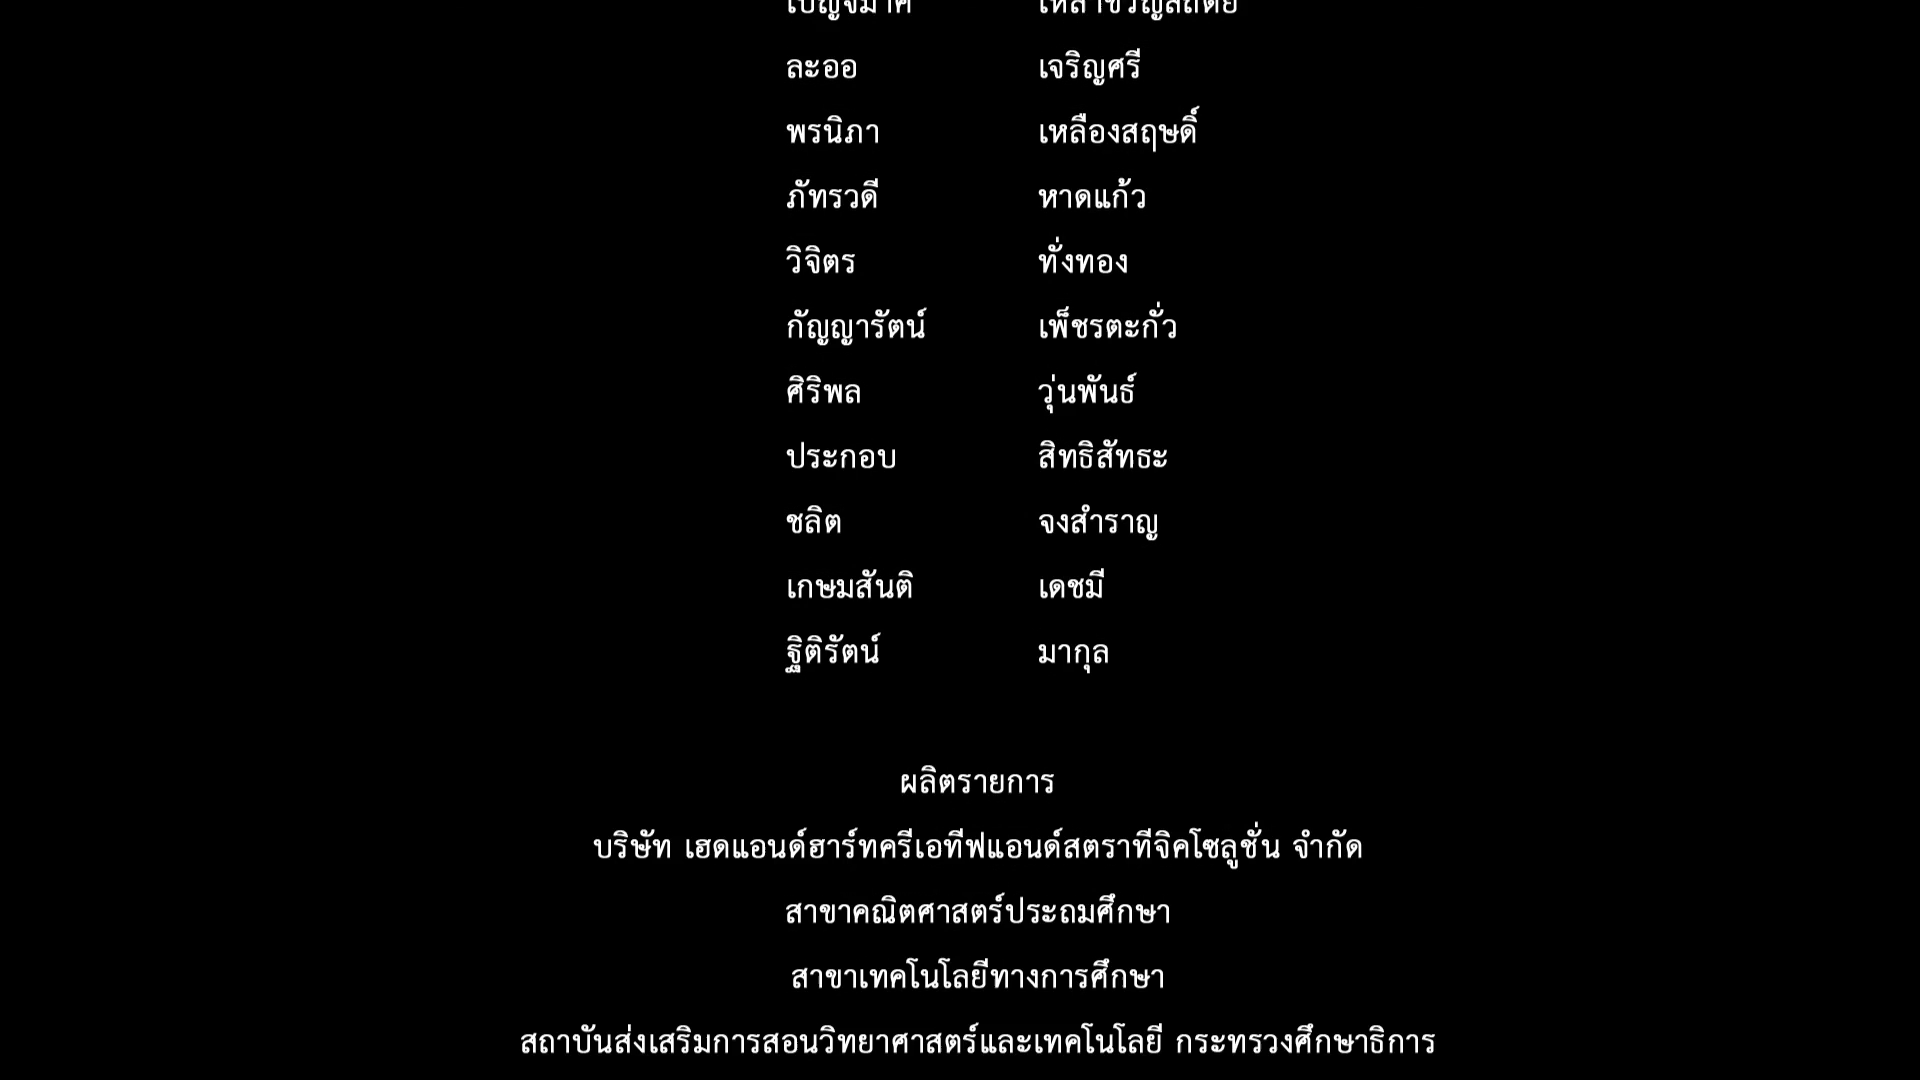 ละออ เจริญศรี
พรนิภา เหลืองสฤษดิ์
ภัทรวดี หาดแก้ว
วิจิตร ทั่งทอง
กัญญารัตน์ เพ็ชรตะกั่ว
ศิริพล วุ่นพันธ์
ประกอบ สิทธิสัทธะ
ชลิต จงสำราญ
เกษมสันติ เดชมี
ฐิติรัตน์ มากุล
ผลิตรายการ
บริษัท เฮดแอนด์ฮาร์ทครีเอทีฟแอนด์สตราทีจิคโซลูชั่น จำกัด
สาขาคณิตศาสตร์ประถมศึกษา
สาขาเทคโนโลยีทางการศึกษา
สถาบันส่งเสริมการสอนวิทยาศาสตร์และเทคโนโลยี กระทรวงศึกษาธิการ